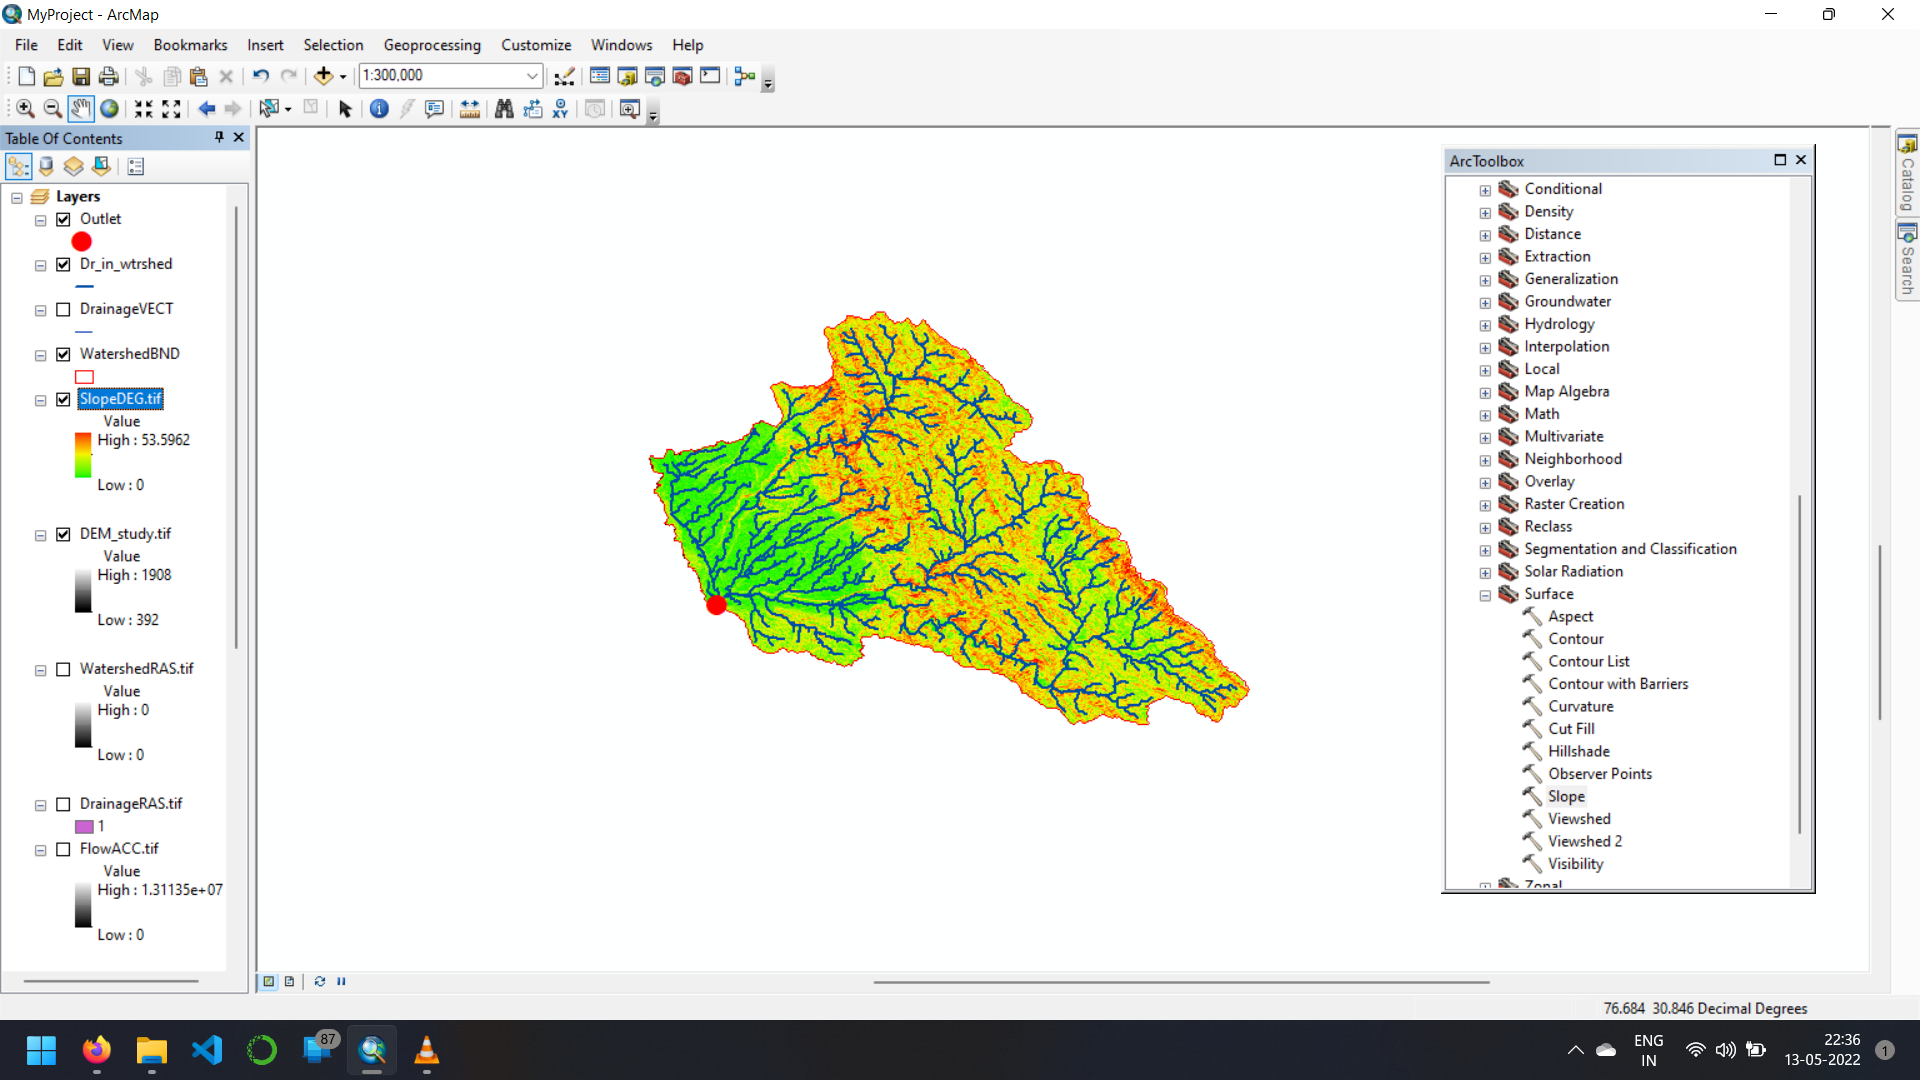 MyProject - ArcMap
File Edit View Bookmarks Insert Selection Geoprocessing Customize Windows Help
1:300,000
XY
Table Of Contents
Layers
Outlet
Dr_in_wtrshed
DrainageVECT
WatershedBND
SlopeDEG.tif
Value
High : 53.5962
Low : 0
DEM_study.tif
Value
High : 1908
Low : 392
WatershedRAS.tif
Value
High : 0
Low : 0
DrainageRAS.tif
1
FlowACC.tif
Value
High : 1.31135e+07
Low : 0
ArcToolbox
Conditional
Density
Distance
Extraction
Generalization
Groundwater
Hydrology
Interpolation
Local
Map Algebra
Math
Multivariate
Neighborhood
Overlay
Raster Creation
Reclass
Segmentation and Classification
Solar Radiation
Surface
Aspect
Contour
Contour List
Contour with Barriers
Curvature
Cut Fill
Hillshade
Observer Points
Slope
Viewshed
Viewshed 2
Visibility
Zonal
Catalog
Search
76.684 30.846 Decimal Degrees
87
ENG
IN
22:36
13-05-2022
1